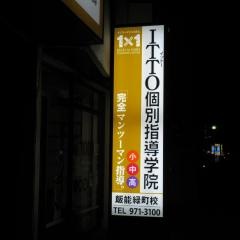 1×1
ITTO個別指導学院
「完全マンツーマン指導」。
小中高
飯能緑町校
TEL 971-3100